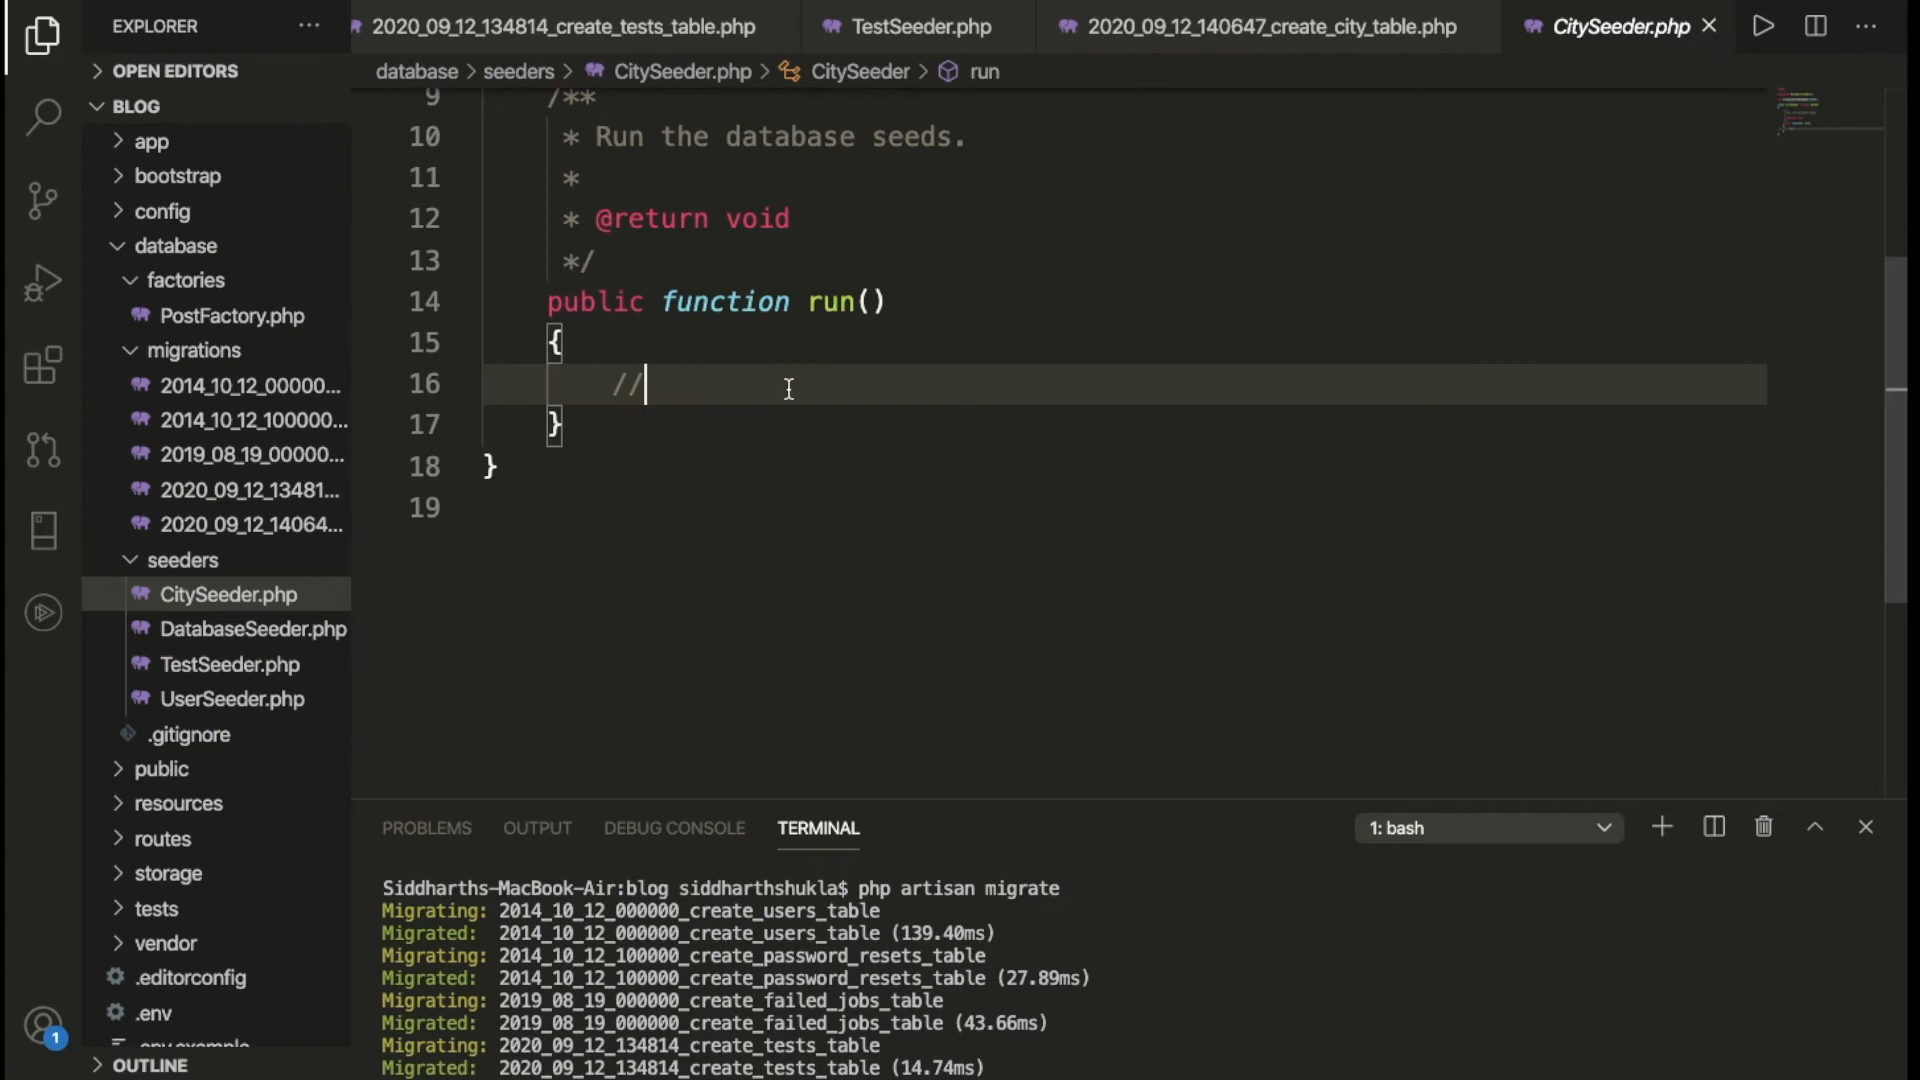 EXPLORER
2020_09_12_134814_create_tests_table.php
TestSeeder.php
2020_09_12_140647_create_city_table.php
CitySeeder.php
OPEN EDITORS
BLOG
app
bootstrap
config
database
factories
PostFactory.php
migrations
2014_10_12_00000...
2014_10_12_100000...
2019_08_19_00000...
2020_09_12_13481...
2020_09_12_14064...
seeders
CitySeeder.php
DatabaseSeeder.php
TestSeeder.php
UserSeeder.php
.gitignore
public
resources
routes
storage
tests
vendor
.editorconfig
.env
.env.example
OUTLINE
1
database > seeders > CitySeeder.php > CitySeeder > run
9 /**
10 * Run the database seeds.
11 *
12 * @return void
13 */
14 public function run()
15 {
16 //
17 }
18 }
19
PROBLEMS OUTPUT DEBUG CONSOLE TERMINAL
1: bash
Siddharths-MacBook-Air:blog siddharthshukla$ php artisan migrate
Migrating: 2014_10_12_000000_create_users_table
Migrated: 2014_10_12_000000_create_users_table (139.40ms)
Migrating: 2014_10_12_100000_create_password_resets_table
Migrated: 2014_10_12_100000_create_password_resets_table (27.89ms)
Migrating: 2019_08_19_000000_create_failed_jobs_table
Migrated: 2019_08_19_000000_create_failed_jobs_table (43.66ms)
Migrating: 2020_09_12_134814_create_tests_table
Migrated: 2020_09_12_134814_create_tests_table (14.74ms)